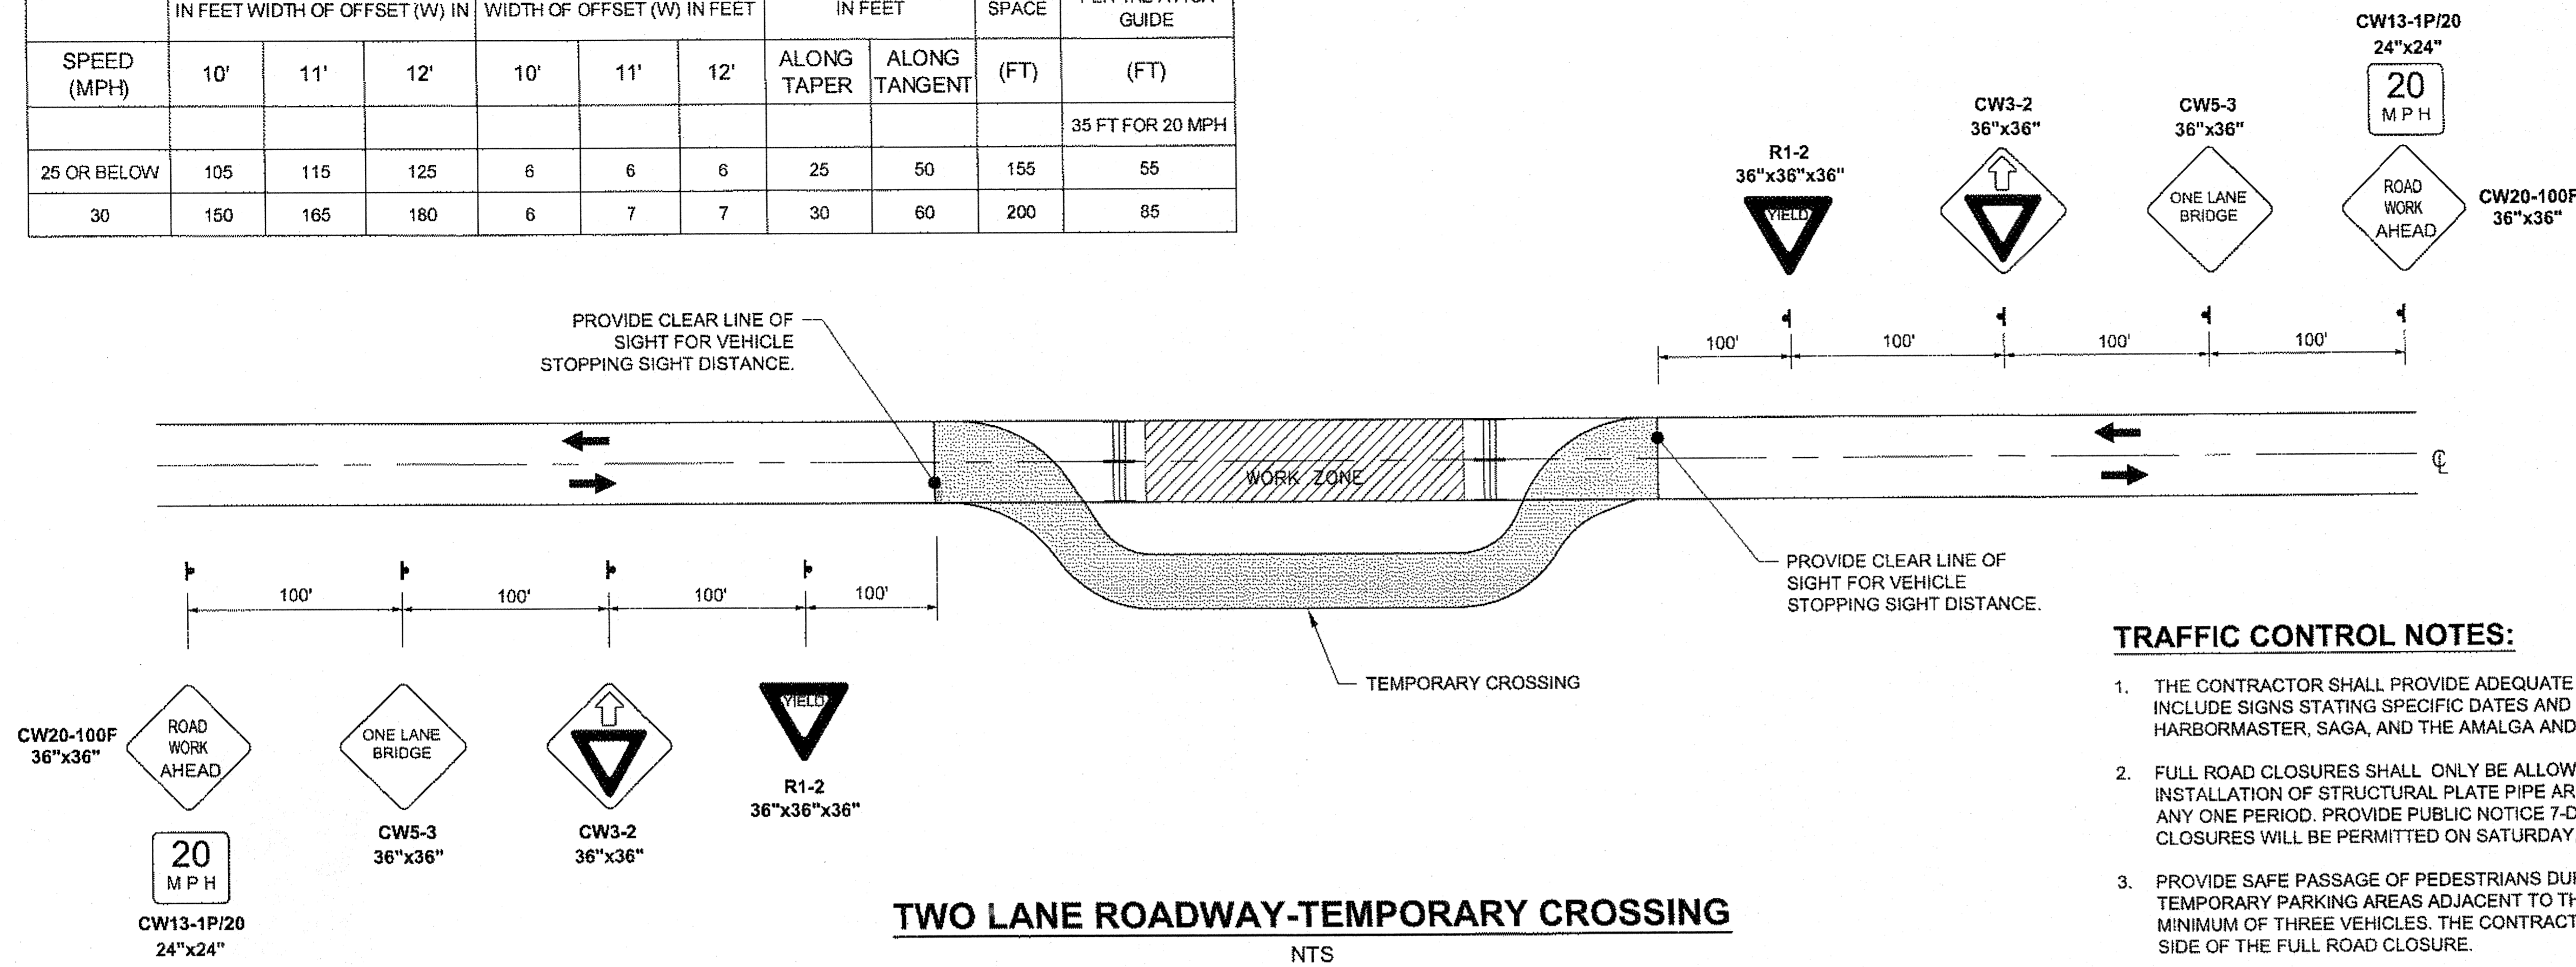 IN FEET WIDTH OF OFFSET (W) IN WIDTH OF OFFSET (W) IN FEET IN FEET SPACE
GUIDE
SPEED (MPH) 10' 11' 12' 10' 11' 12' ALONG TAPER ALONG TANGENT (FT) (FT)
35 FT FOR 20 MPH
25 OR BELOW 105 115 125 6 6 6 25 50 155 55
30 150 165 180 6 7 7 30 60 200 85
CW13-1P/20
24"x24"
20
MPH
CW3-2
36"x36"
CW5-3
36"x36"
R1-2
36"x36"x36"
YIELD
ONE LANE
BRIDGE
ROAD
WORK
AHEAD
CW20-100F
36"x36"
100' 100' 100' 100'
PROVIDE CLEAR LINE OF
SIGHT FOR VEHICLE
STOPPING SIGHT DISTANCE.
WORK ZONE
CL
PROVIDE CLEAR LINE OF
SIGHT FOR VEHICLE
STOPPING SIGHT DISTANCE.
100' 100' 100' 100'
TEMPORARY CROSSING
CW20-100F
36"x36"
ROAD
WORK
AHEAD
ONE LANE
BRIDGE
YIELD
R1-2
36"x36"x36"
CW5-3
36"x36"
CW3-2
36"x36"
20
MPH
CW13-1P/20
24"x24"
TWO LANE ROADWAY-TEMPORARY CROSSING
NTS
TRAFFIC CONTROL NOTES:
1. THE CONTRACTOR SHALL PROVIDE ADEQUATE
INCLUDE SIGNS STATING SPECIFIC DATES AND
HARBORMASTER, SAGA, AND THE AMALGA AND
2. FULL ROAD CLOSURES SHALL ONLY BE ALLOW
INSTALLATION OF STRUCTURAL PLATE PIPE AR
ANY ONE PERIOD. PROVIDE PUBLIC NOTICE 7-D
CLOSURES WILL BE PERMITTED ON SATURDAY
3. PROVIDE SAFE PASSAGE OF PEDESTRIANS DU
TEMPORARY PARKING AREAS ADJACENT TO TH
MINIMUM OF THREE VEHICLES. THE CONTRACT
SIDE OF THE FULL ROAD CLOSURE.